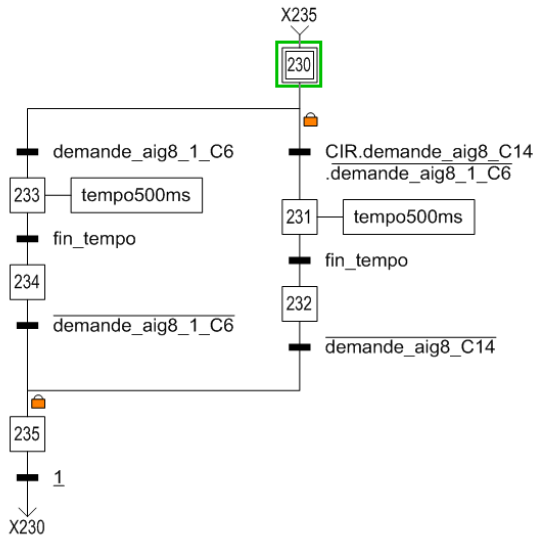 X235
230
demande_aig8_1_C6
CIR.demande_aig8_C14
.demande_aig8_1_C6
233
tempo500ms
231
tempo500ms
fin_tempo
fin_tempo
234
232
demande_aig8_1_C6
demande_aig8_C14
235
1
X230